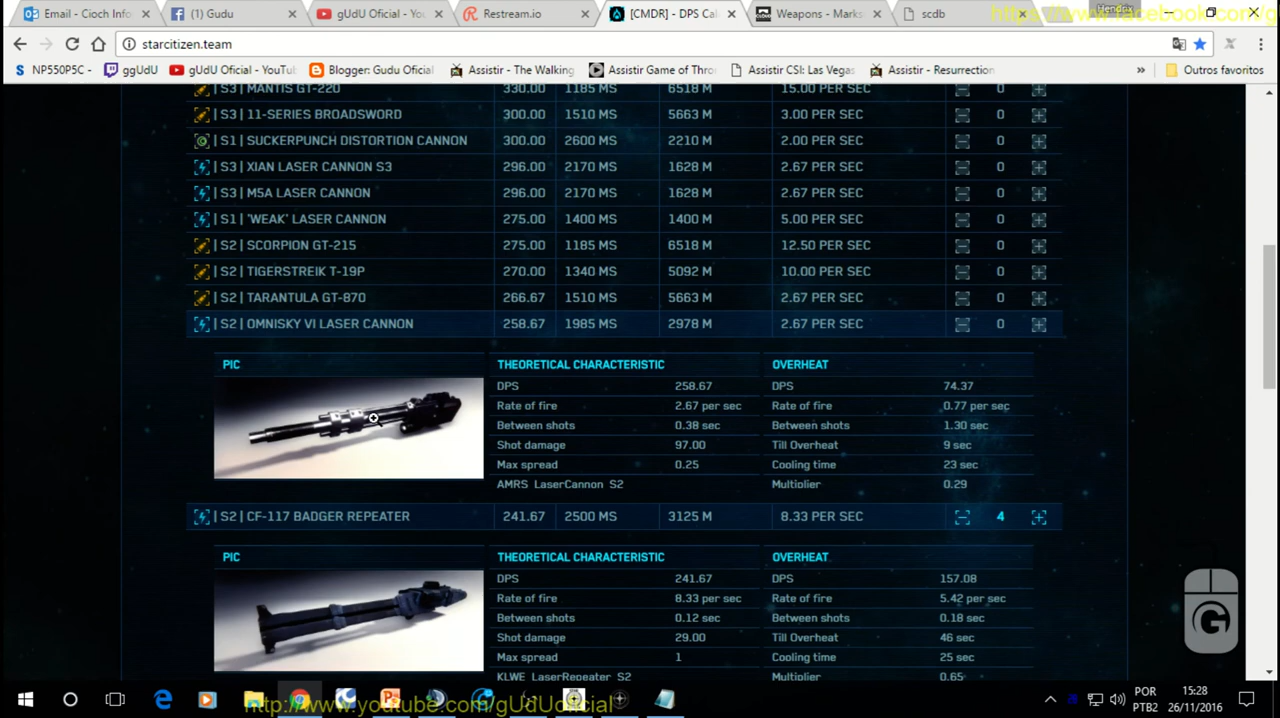 Email - Cioch Info
(1) Gudu
gUdU Oficial - You
Restream.io
[CMDR] - DPS Cal
Weapons - Marks
scdb
https://www.facebook.com/g
Hendrix
starcitizen.team
NP550P5C -
ggUdU
gUdU Oficial - YouTu
Blogger: Gudu Oficial
Assistir - The Walking
Assistir Game of Thro
Assistir CSI: Las Vegas
Assistir - Resurrection
»
Outros favoritos
| S3 | MANTIS GT-220 330.00 1185 MS 6518 M 15.00 PER SEC 0
| S3 | 11-SERIES BROADSWORD 300.00 1510 MS 5663 M 3.00 PER SEC 0
| S1 | SUCKERPUNCH DISTORTION CANNON 300.00 2600 MS 2210 M 2.00 PER SEC 0
| S3 | XIAN LASER CANNON S3 296.00 2170 MS 1628 M 2.67 PER SEC 0
| S3 | M5A LASER CANNON 296.00 2170 MS 1628 M 2.67 PER SEC 0
| S1 | 'WEAK' LASER CANNON 275.00 1400 MS 1400 M 5.00 PER SEC 0
| S2 | SCORPION GT-215 275.00 1185 MS 6518 M 12.50 PER SEC 0
| S2 | TIGERSTREIK T-19P 270.00 1340 MS 5092 M 10.00 PER SEC 0
| S2 | TARANTULA GT-870 266.67 1510 MS 5663 M 2.67 PER SEC 0
| S2 | OMNISKY VI LASER CANNON 258.67 1985 MS 2978 M 2.67 PER SEC 0
PIC THEORETICAL CHARACTERISTIC OVERHEAT
DPS 258.67 DPS 74.37
Rate of fire 2.67 per sec Rate of fire 0.77 per sec
Between shots 0.38 sec Between shots 1.30 sec
Shot damage 97.00 Till Overheat 9 sec
Max spread 0.25 Cooling time 23 sec
AMRS_LaserCannon_S2 Multiplier 0.29
| S2 | CF-117 BADGER REPEATER 241.67 2500 MS 3125 M 8.33 PER SEC 4
PIC THEORETICAL CHARACTERISTIC OVERHEAT
DPS 241.67 DPS 157.08
Rate of fire 8.33 per sec Rate of fire 5.42 per sec
Between shots 0.12 sec Between shots 0.18 sec
Shot damage 29.00 Till Overheat 46 sec
Max spread 1 Cooling time 25 sec
KLWE_LaserRepeater_S2 Multiplier 0.65
http://www.youtube.com/gUdUoficial
POR
PTB2
15:28
26/11/2016